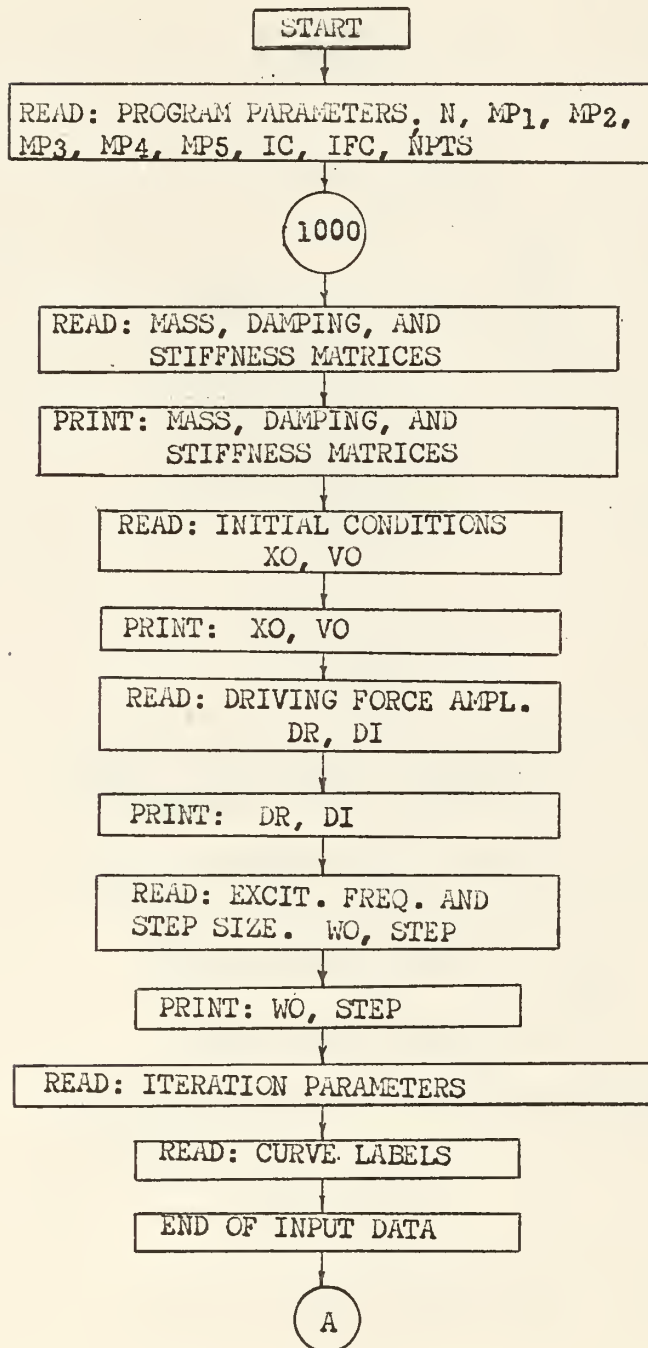 START
READ: PROGRAM PARAMETERS, N, MP1, MP2,
MP3, MP4, MP5, IC, IFC, NPTS
1000
READ: MASS, DAMPING, AND
STIFFNESS MATRICES
PRINT: MASS, DAMPING, AND
STIFFNESS MATRICES
READ: INITIAL CONDITIONS
XO, VO
PRINT: XO, VO
READ: DRIVING FORCE AMPL.
DR, DI
PRINT: DR, DI
READ: EXCIT. FREQ. AND
STEP SIZE. WO, STEP
PRINT: WO, STEP
READ: ITERATION PARAMETERS
READ: CURVE LABELS
END OF INPUT DATA
A